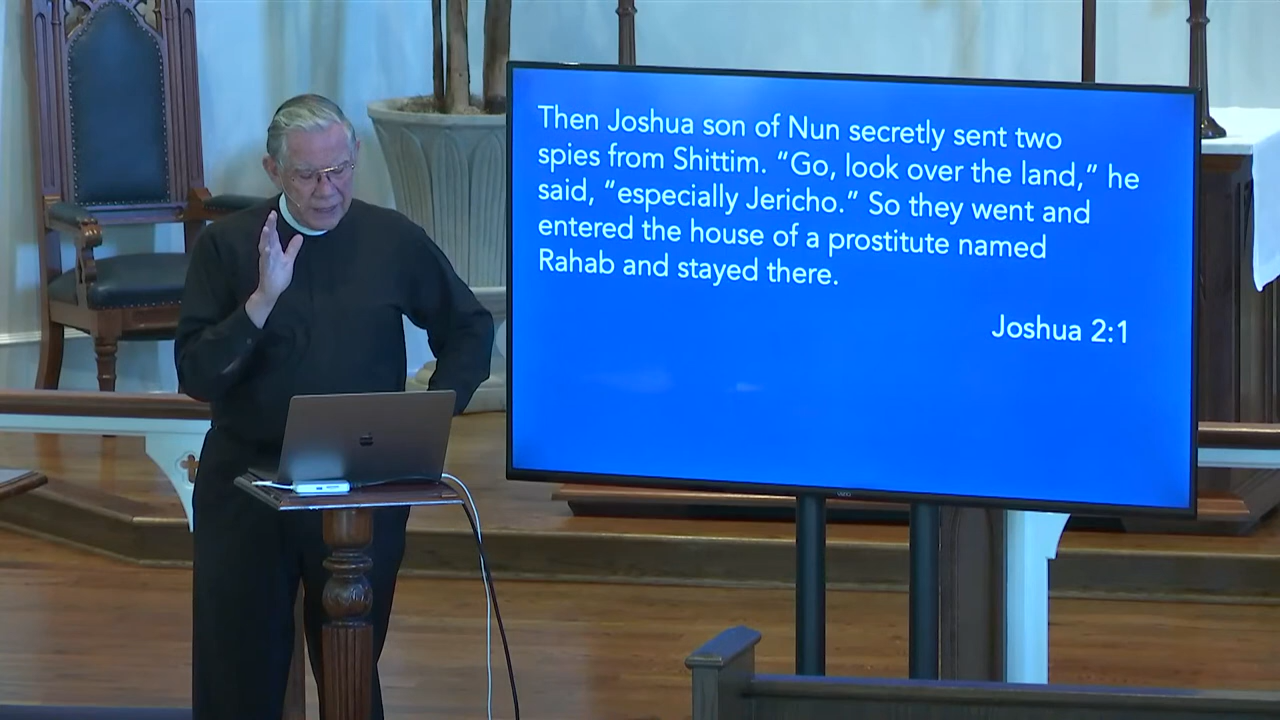 Then Joshua son of Nun secretly sent two
spies from Shittim. “Go, look over the land,” he
said, “especially Jericho.” So they went and
entered the house of a prostitute named
Rahab and stayed there.
Joshua 2:1